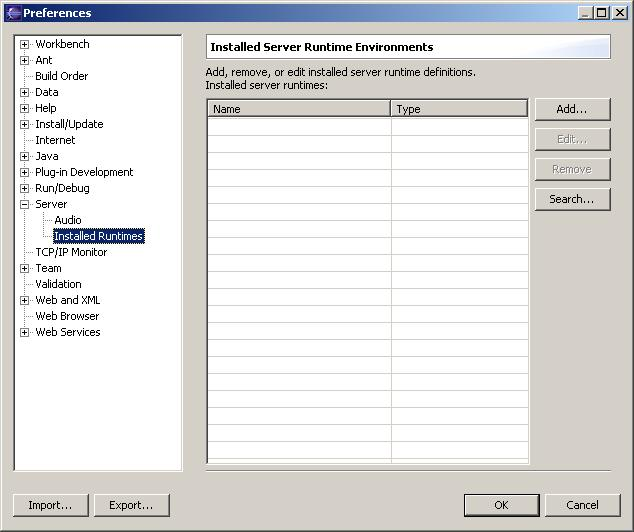 Preferences
Workbench
Ant
Build Order
Data
Help
Install/Update
Internet
Java
Plug-in Development
Run/Debug
Server
Audio
Installed Runtimes
TCP/IP Monitor
Team
Validation
Web and XML
Web Browser
Web Services
Installed Server Runtime Environments
Add, remove, or edit installed server runtime definitions.
Installed server runtimes:
Name Type
Add...
Edit...
Remove
Search...
Import... Export... OK Cancel